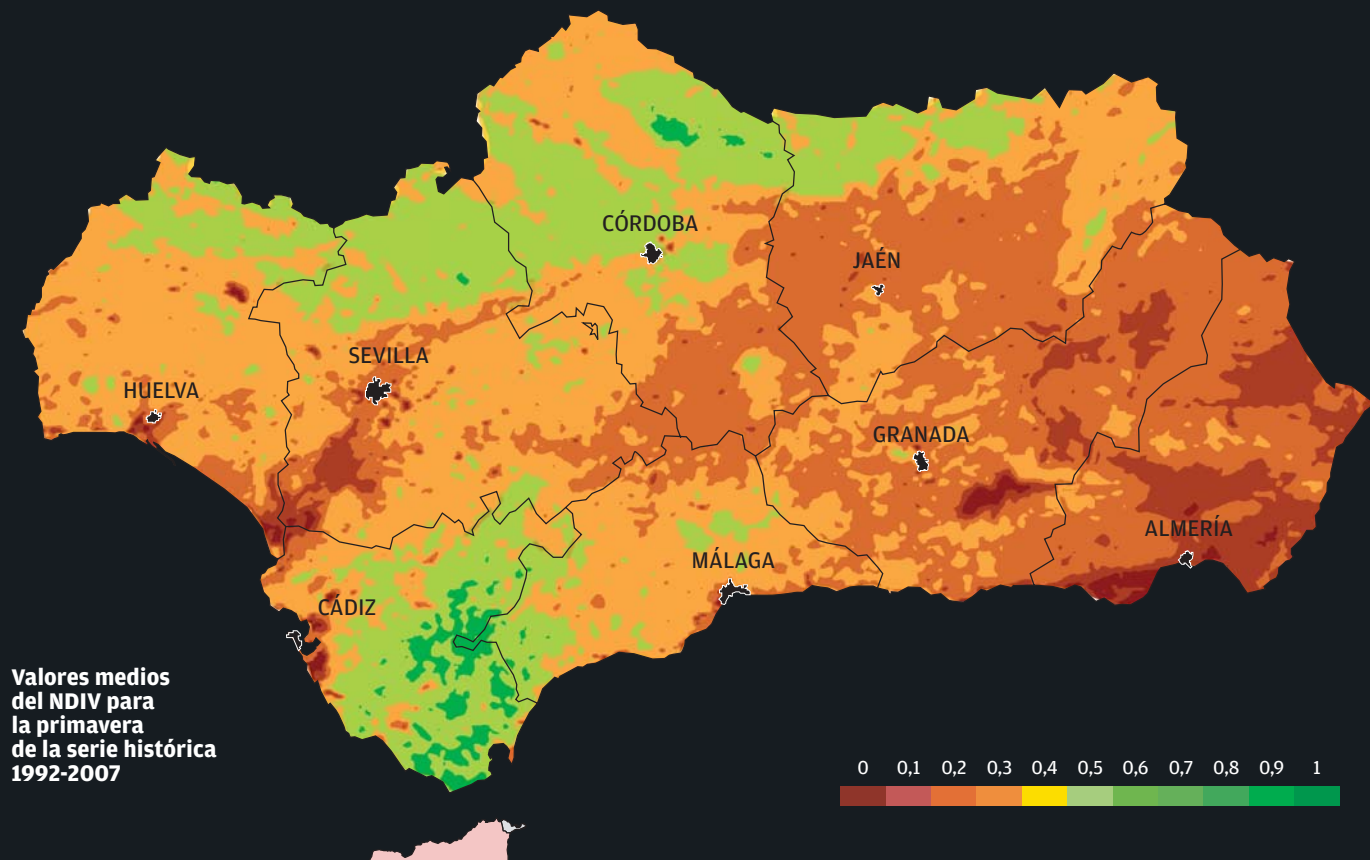 CÓRDOBA
JAÉN
SEVILLA
HUELVA
GRANADA
ALMERÍA
MÁLAGA
CÁDIZ
Valores medios
del NDIV para
la primavera
de la serie histórica
1992-2007
0 0,1 0,2 0,3 0,4 0,5 0,6 0,7 0,8 0,9 1